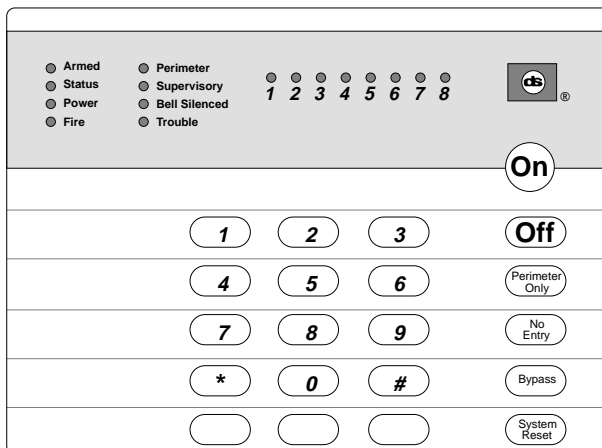 Armed Perimeter
Status Supervisory
Power Bell Silenced
Fire Trouble
1 2 3 4 5 6 7 8
ds ®
On
1 2 3 Off
4 5 6 Perimeter Only
7 8 9 No Entry
* 0 # Bypass
System Reset